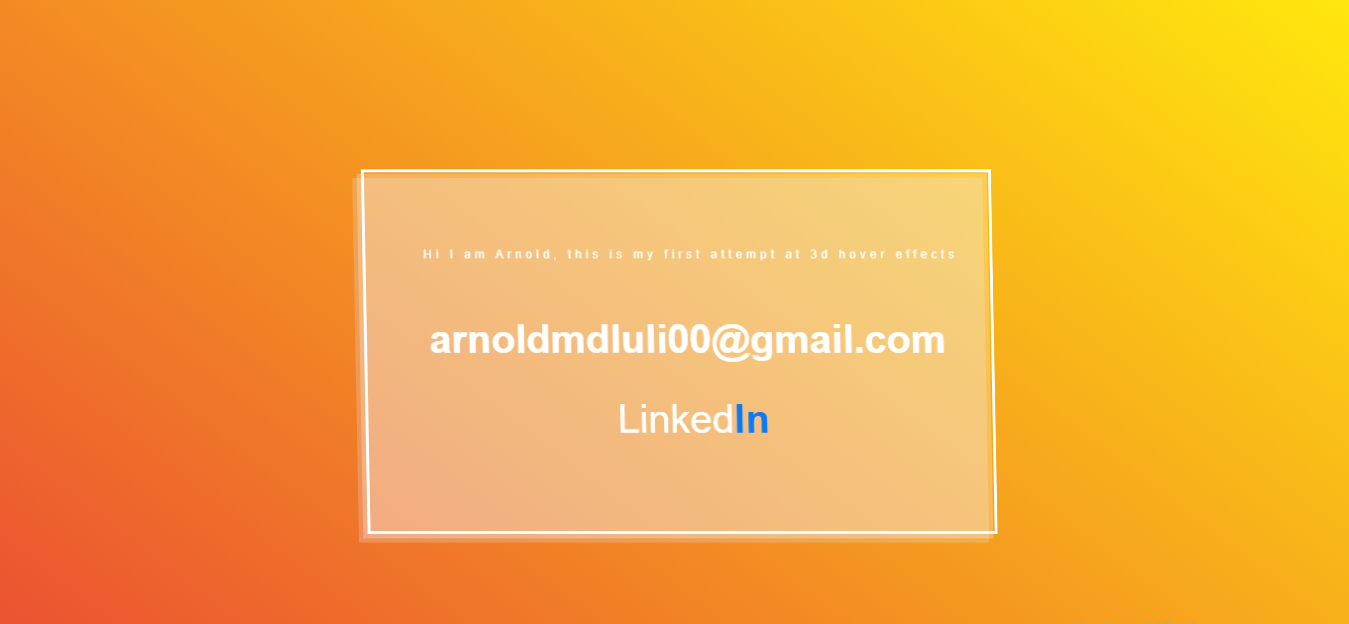 Hi I am Arnold, this is my first attempt at 3d hover effects
arnoldmdluli00@gmail.com
LinkedIn